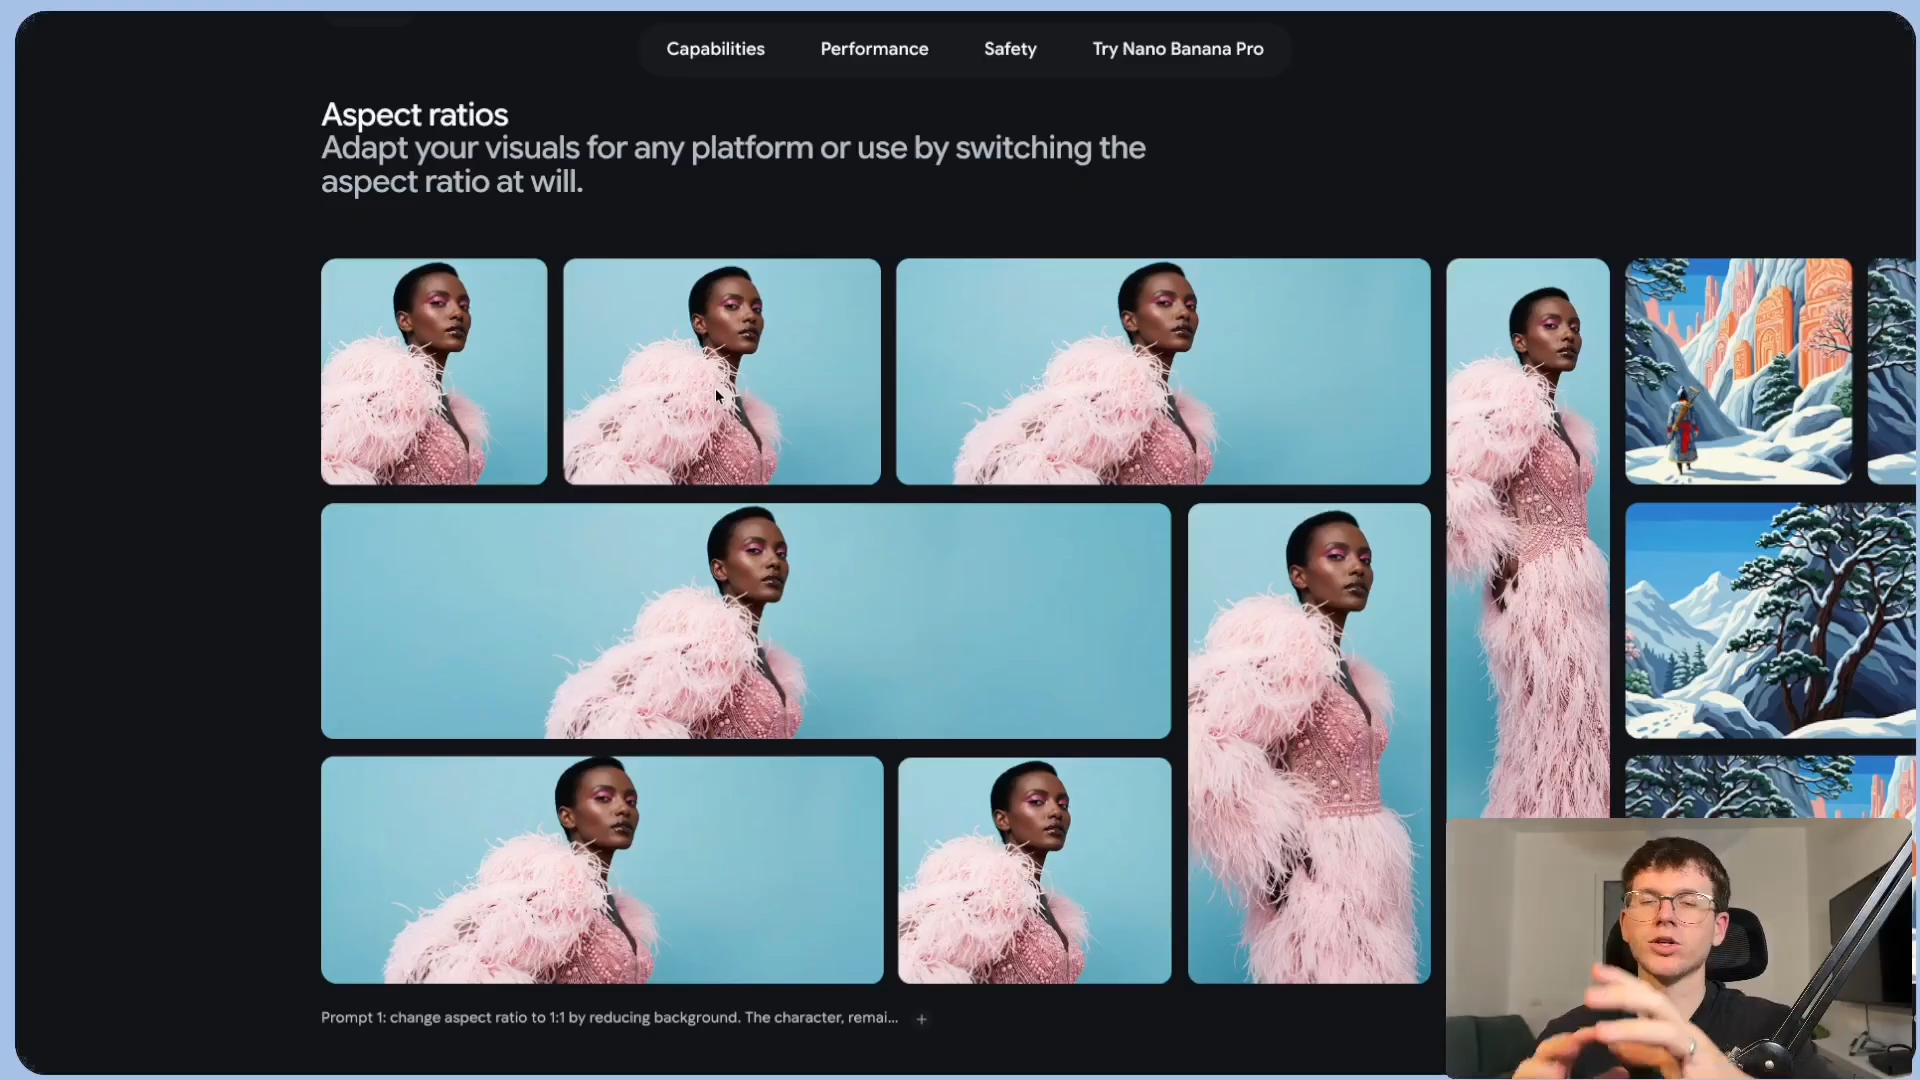 Capabilities Performance Safety Try Nano Banana Pro
Aspect ratios
Adapt your visuals for any platform or use by switching the
aspect ratio at will.
Prompt 1: change aspect ratio to 1:1 by reducing background. The character, remai... +